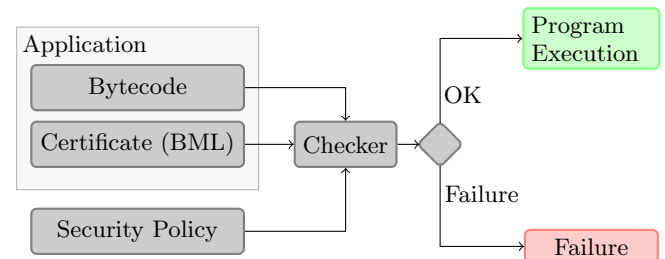 Application
Bytecode
Certificate (BML)
Security Policy
Checker
OK
Failure
Program
Execution
Failure